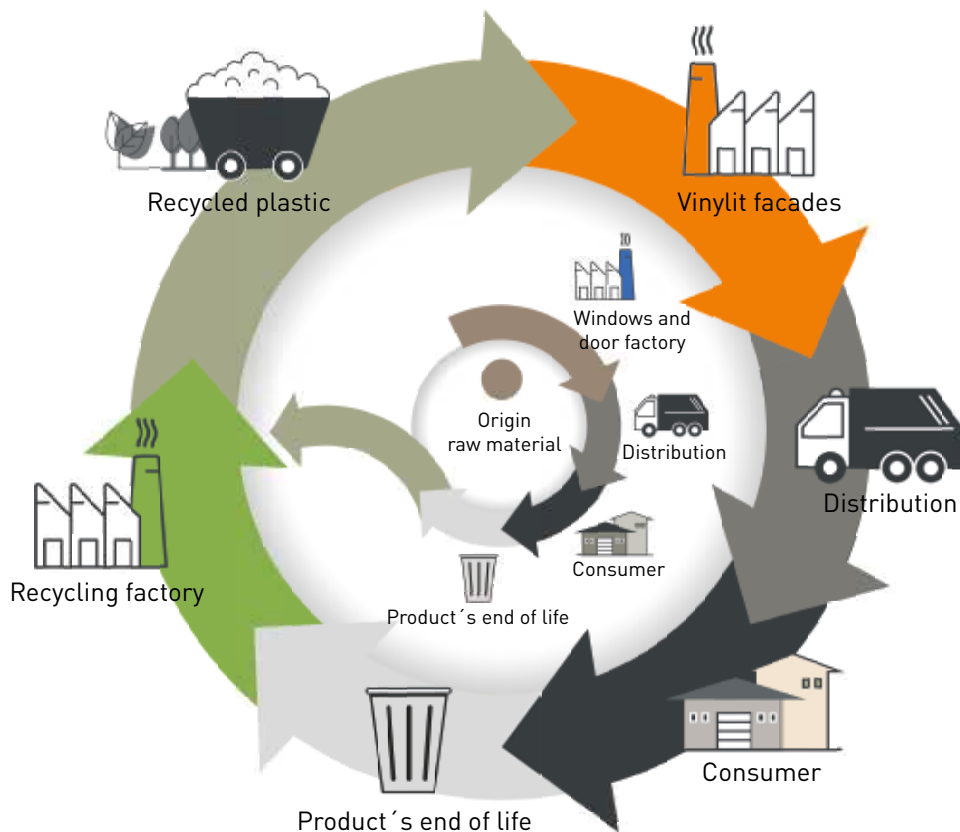 Recycled plastic
Vinylit facades
Windows and
door factory
Origin
raw material
Distribution
Distribution
Consumer
Recycling factory
Product´s end of life
Consumer
Product´s end of life